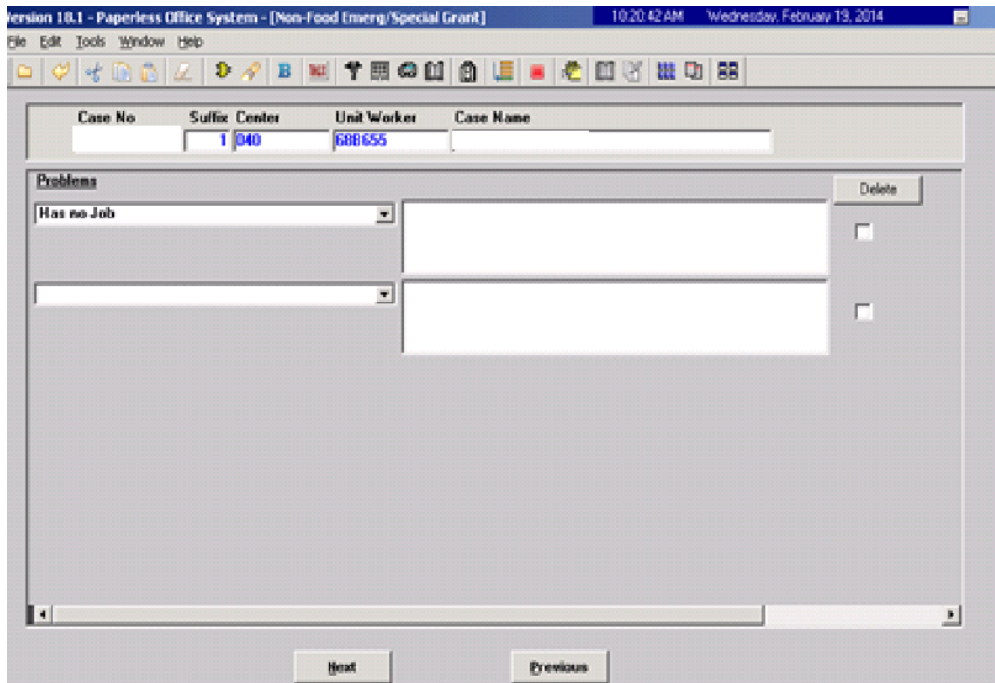 Version 18.1 - Paperless Office System - [Non-Food Emerg/Special Grant] 10:20:42 AM Wednesday, February 19, 2014
File Edit Tools Window Help
B
Case No Suffix Center Unit Worker Case Name
1 040 688655
Problems
Delete
Has no Job
Next Previous